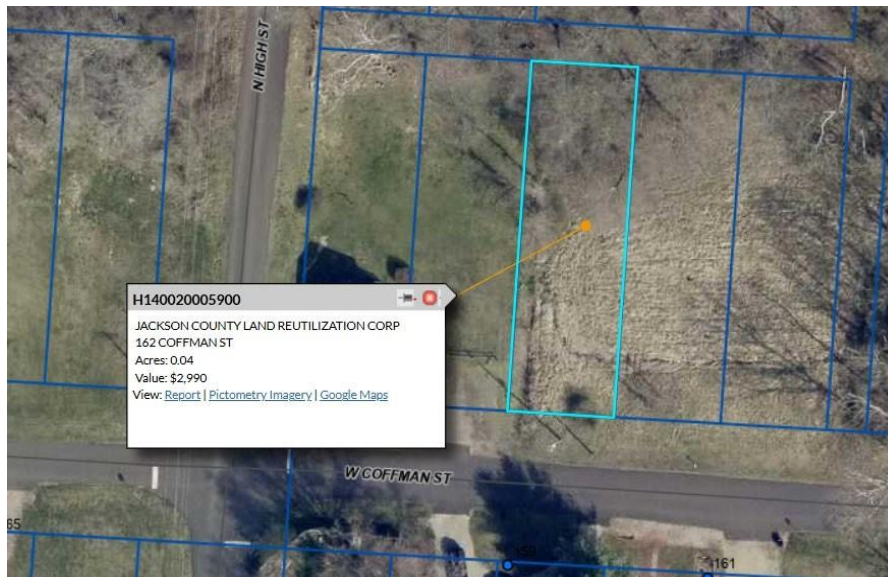 N HIGH ST
H140020005900
JACKSON COUNTY LAND REUTILIZATION CORP
162 COFFMAN ST
Acres: 0.04
Value: $2,990
View: Report | Pictometry Imagery | Google Maps
W COFFMAN ST
65
159
161